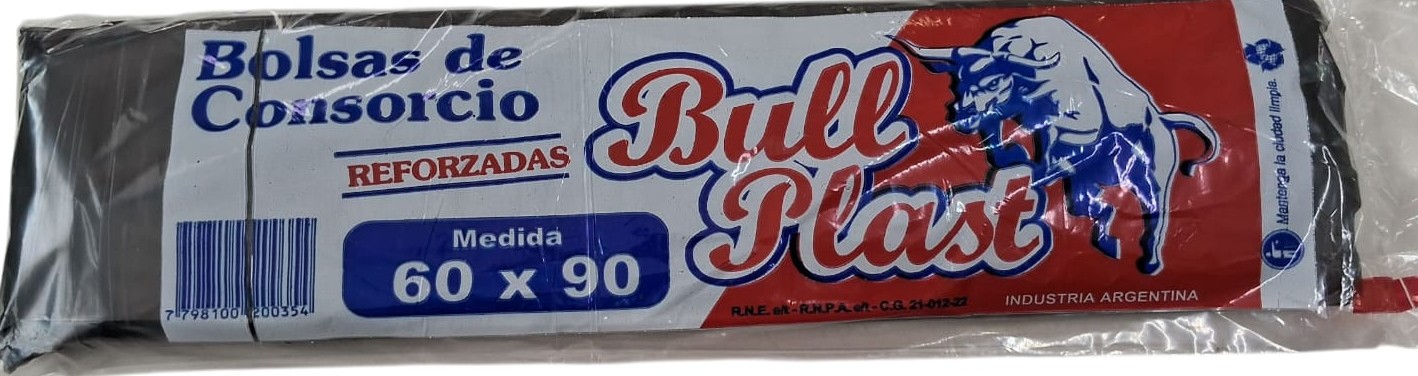 Bolsas de
Consorcio
REFORZADAS
Medida
60 x 90
7 798100 200354
Bull
Plast
R.N.E. e/t - R.N.P.A. e/t - C.G. 21-012-22
INDUSTRIA ARGENTINA
Mantenga la ciudad limpia.